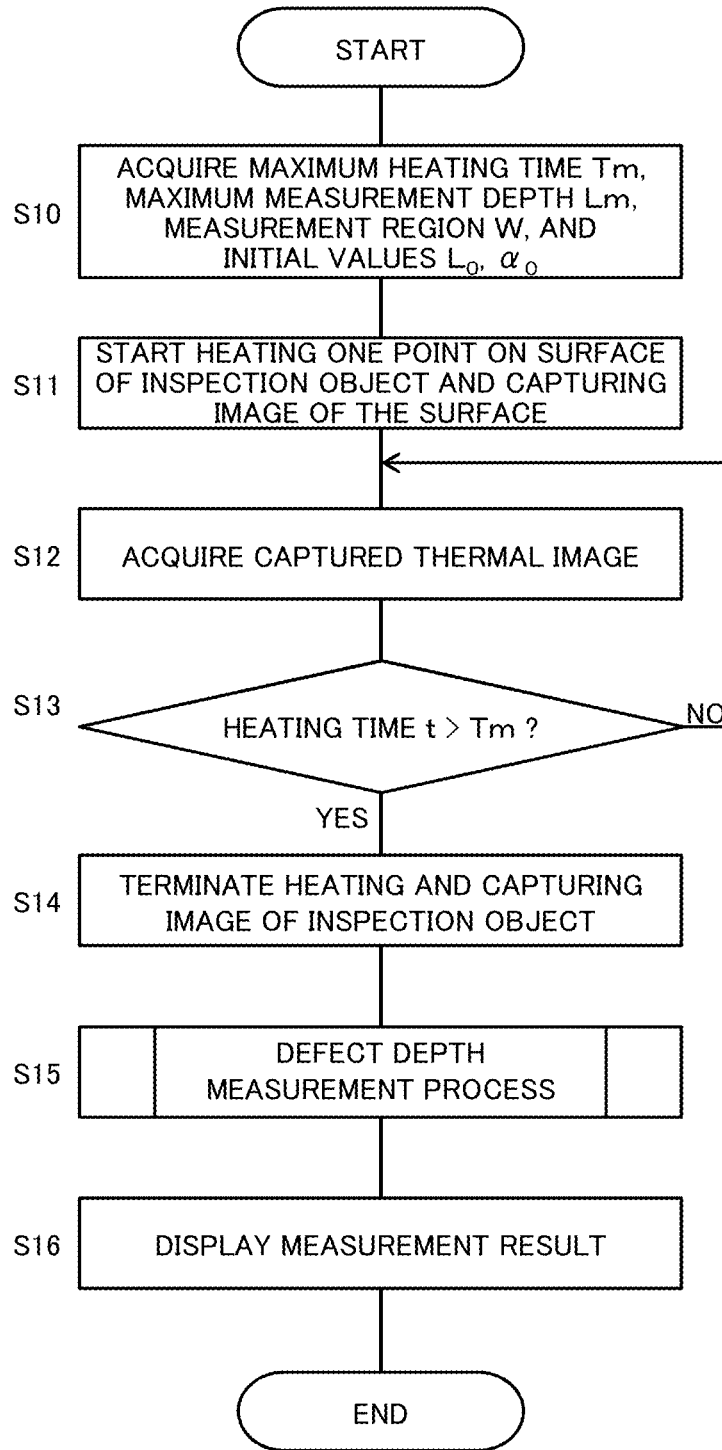 START
S10
ACQUIRE MAXIMUM HEATING TIME Tm,
MAXIMUM MEASUREMENT DEPTH Lm,
MEASUREMENT REGION W, AND
INITIAL VALUES L₀, α₀
S11
START HEATING ONE POINT ON SURFACE
OF INSPECTION OBJECT AND CAPTURING
IMAGE OF THE SURFACE
S12
ACQUIRE CAPTURED THERMAL IMAGE
S13
HEATING TIME t > Tm ?
NO
YES
S14
TERMINATE HEATING AND CAPTURING
IMAGE OF INSPECTION OBJECT
S15
DEFECT DEPTH
MEASUREMENT PROCESS
S16
DISPLAY MEASUREMENT RESULT
END